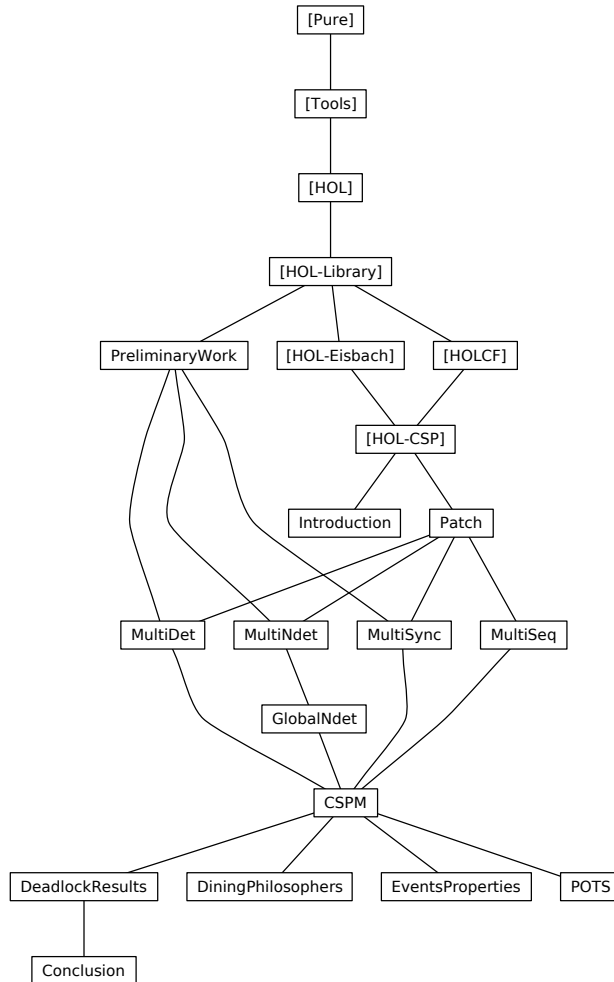 [Pure]
[Tools]
[HOL]
[HOL-Library]
PreliminaryWork
[HOL-Eisbach]
[HOLCF]
[HOL-CSP]
Introduction
Patch
MultiDet
MultiNdet
MultiSync
MultiSeq
GlobalNdet
CSPM
DeadlockResults
DiningPhilosophers
EventsProperties
POTS
Conclusion